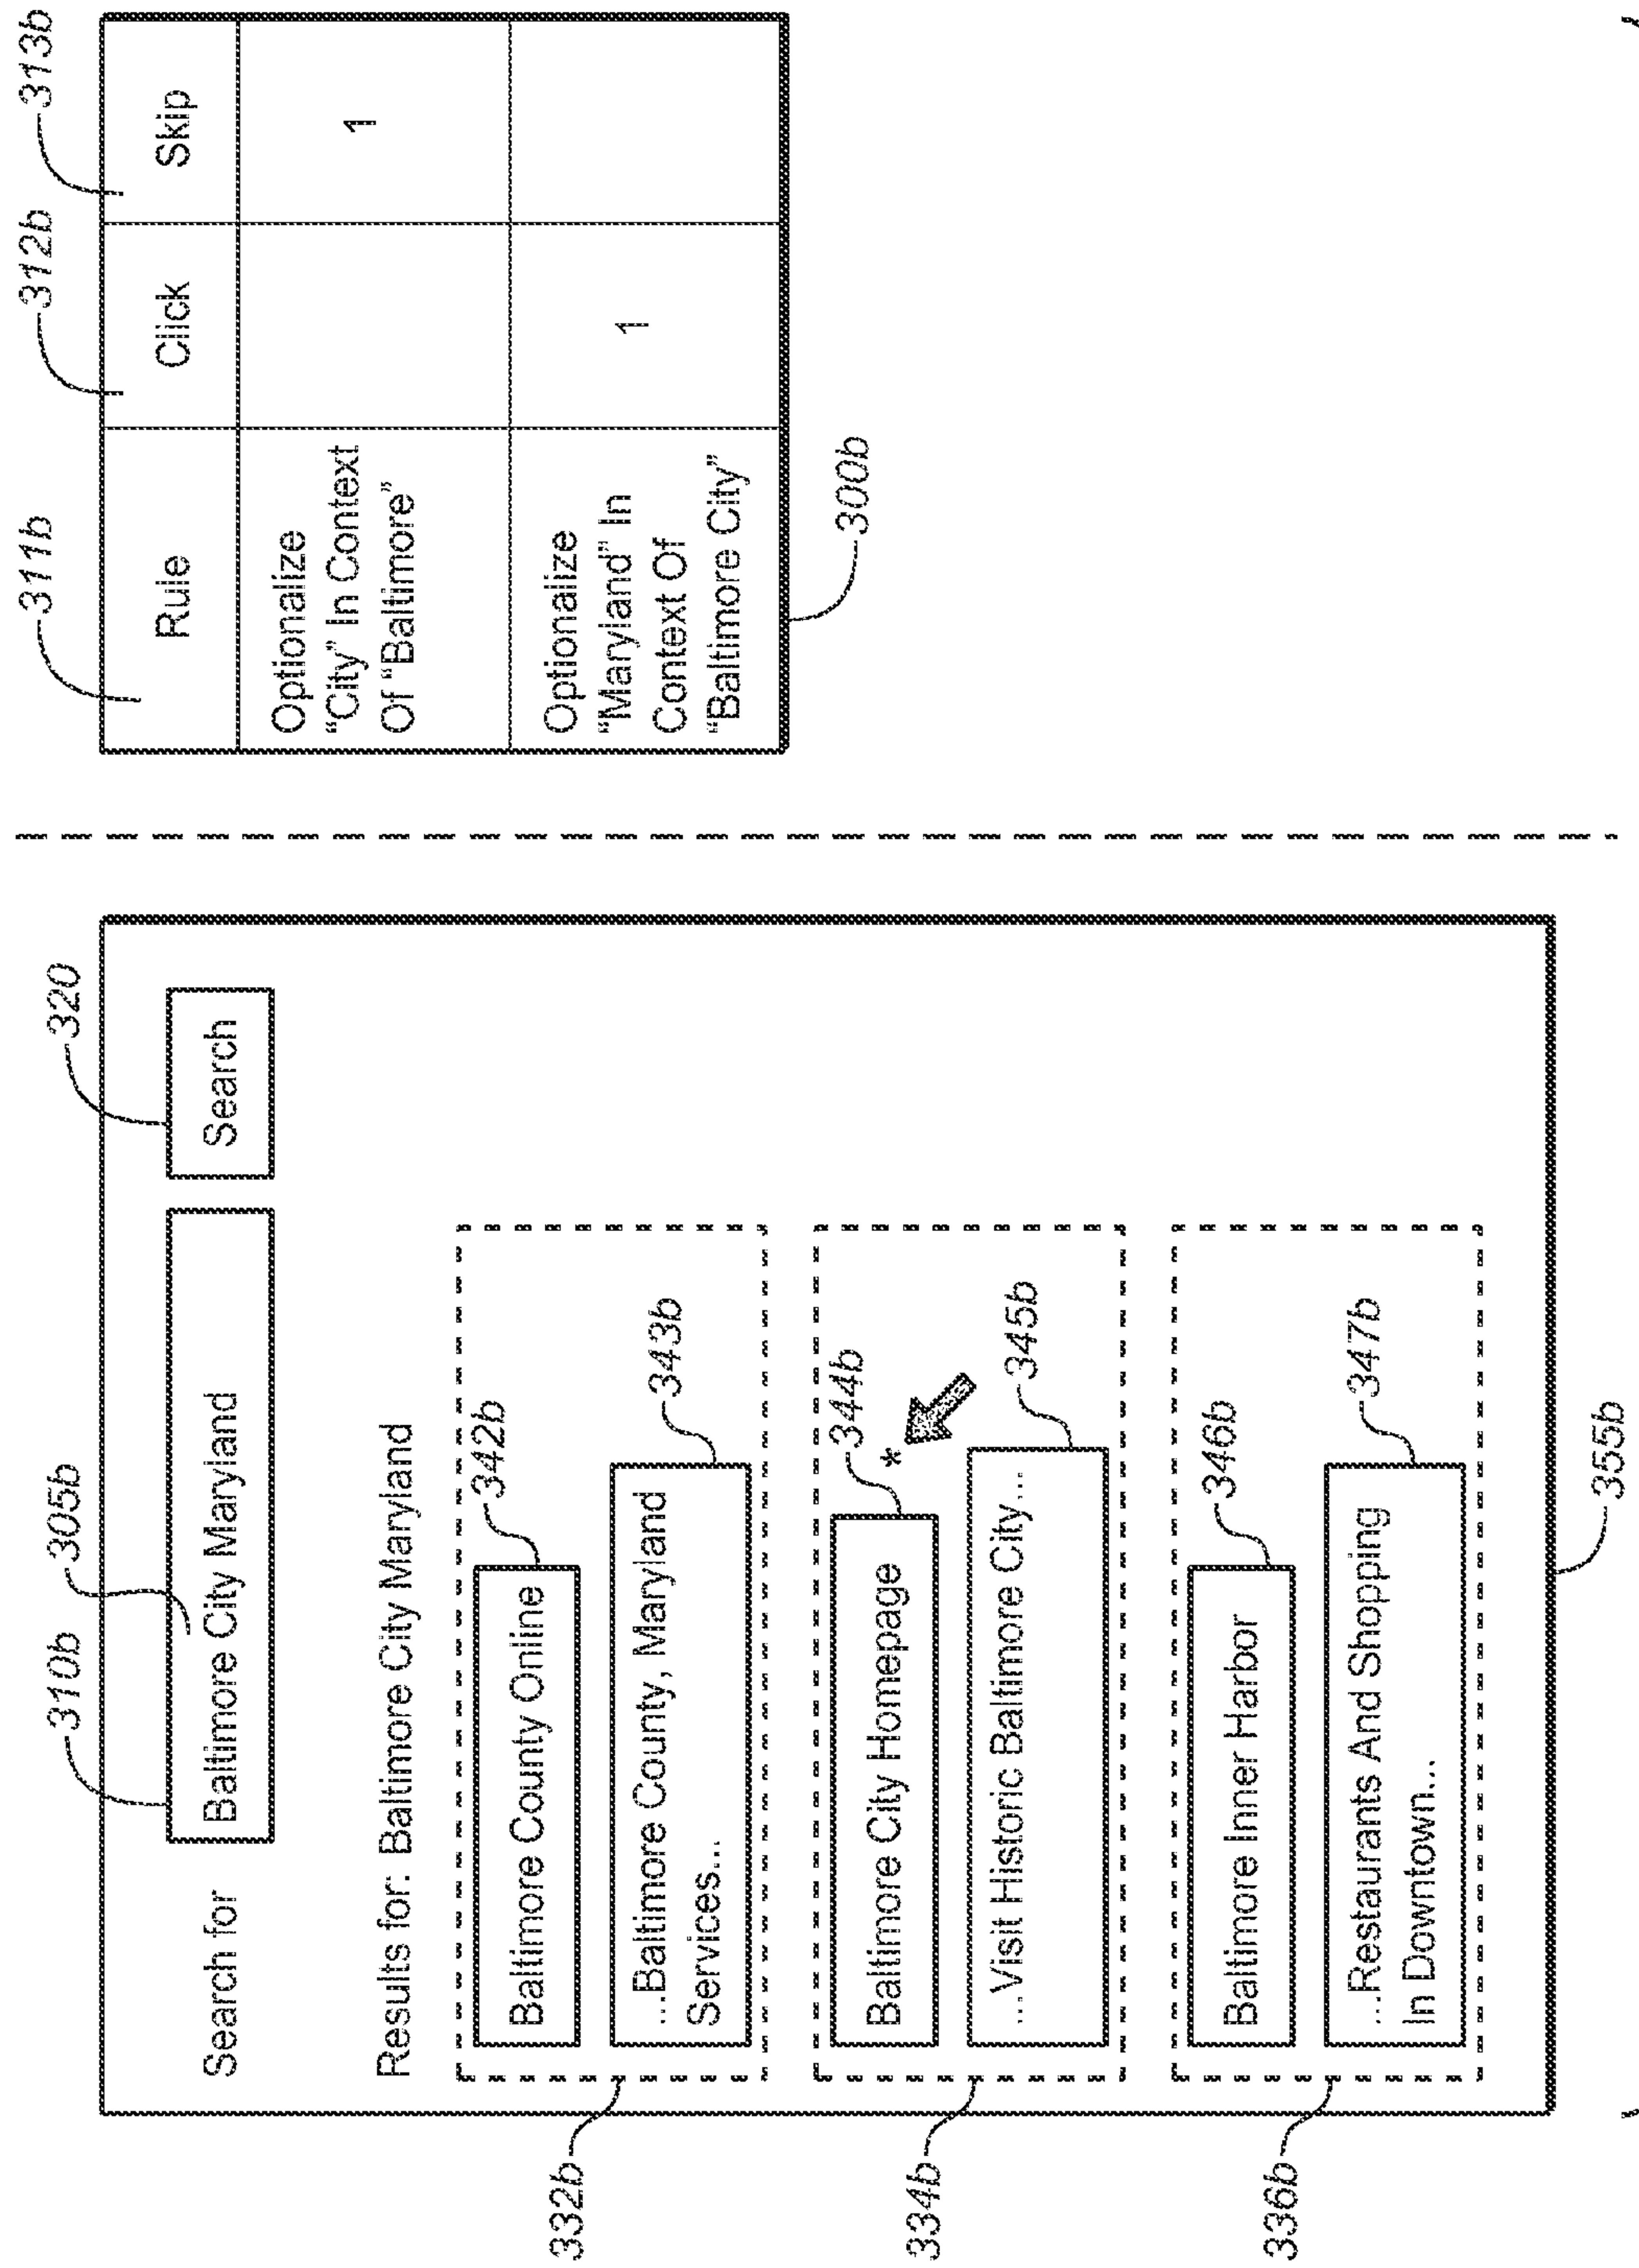 310b
305b
320
Search for
Baltimore City Maryland
Search
Results for: Baltimore City Maryland
332b
Baltimore County Online
342b
...Baltimore County, Maryland
Services...
343b
334b
Baltimore City Homepage
*
344b
...Visit Historic Baltimore City...
345b
336b
Baltimore Inner Harbor
346b
...Restaurants And Shopping
In Downtown...
347b
355b
311b
312b
313b
Rule
Click
Skip
Optionalize
"City" In Context
Of "Baltimore"
1
Optionalize
"Maryland" In
Context Of
"Baltimore City"
1
300b